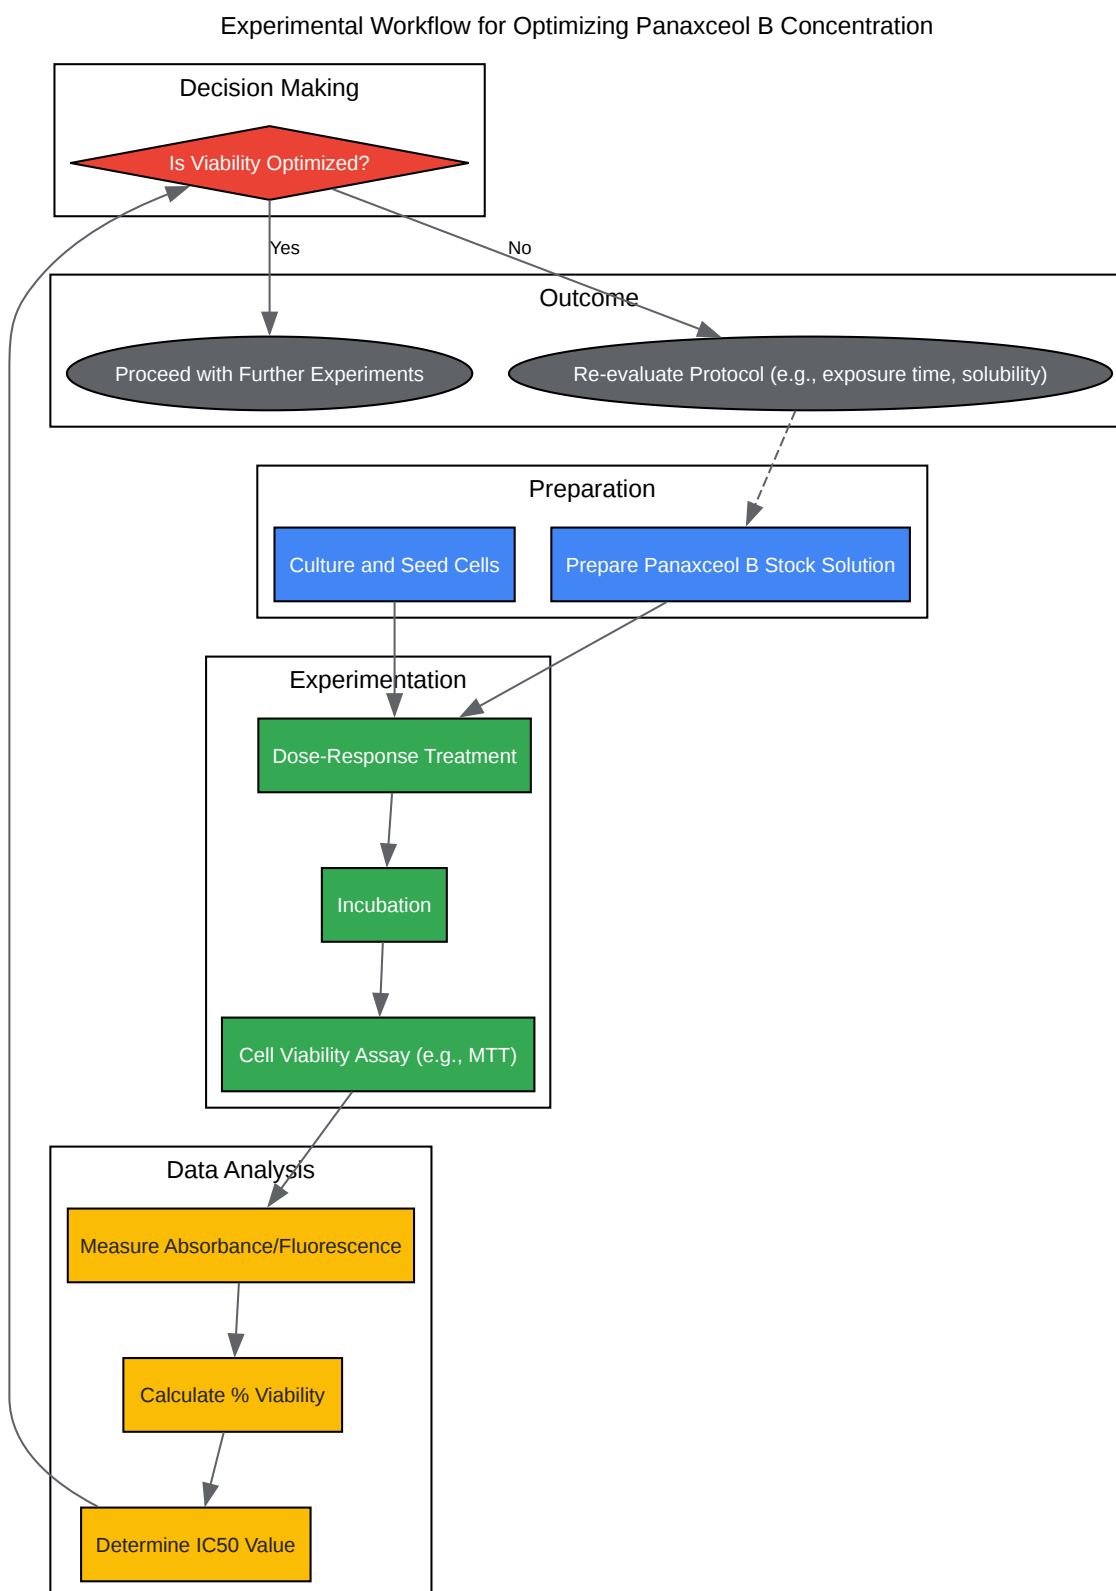 Experimental Workflow for Optimizing Panaxceol B Concentration
Decision Making
Is Viability Optimized?
Yes
No
Outcome
Proceed with Further Experiments
Re-evaluate Protocol (e.g., exposure time, solubility)
Preparation
Culture and Seed Cells
Prepare Panaxceol B Stock Solution
Experimentation
Dose-Response Treatment
Incubation
Cell Viability Assay (e.g., MTT)
Data Analysis
Measure Absorbance/Fluorescence
Calculate % Viability
Determine IC50 Value